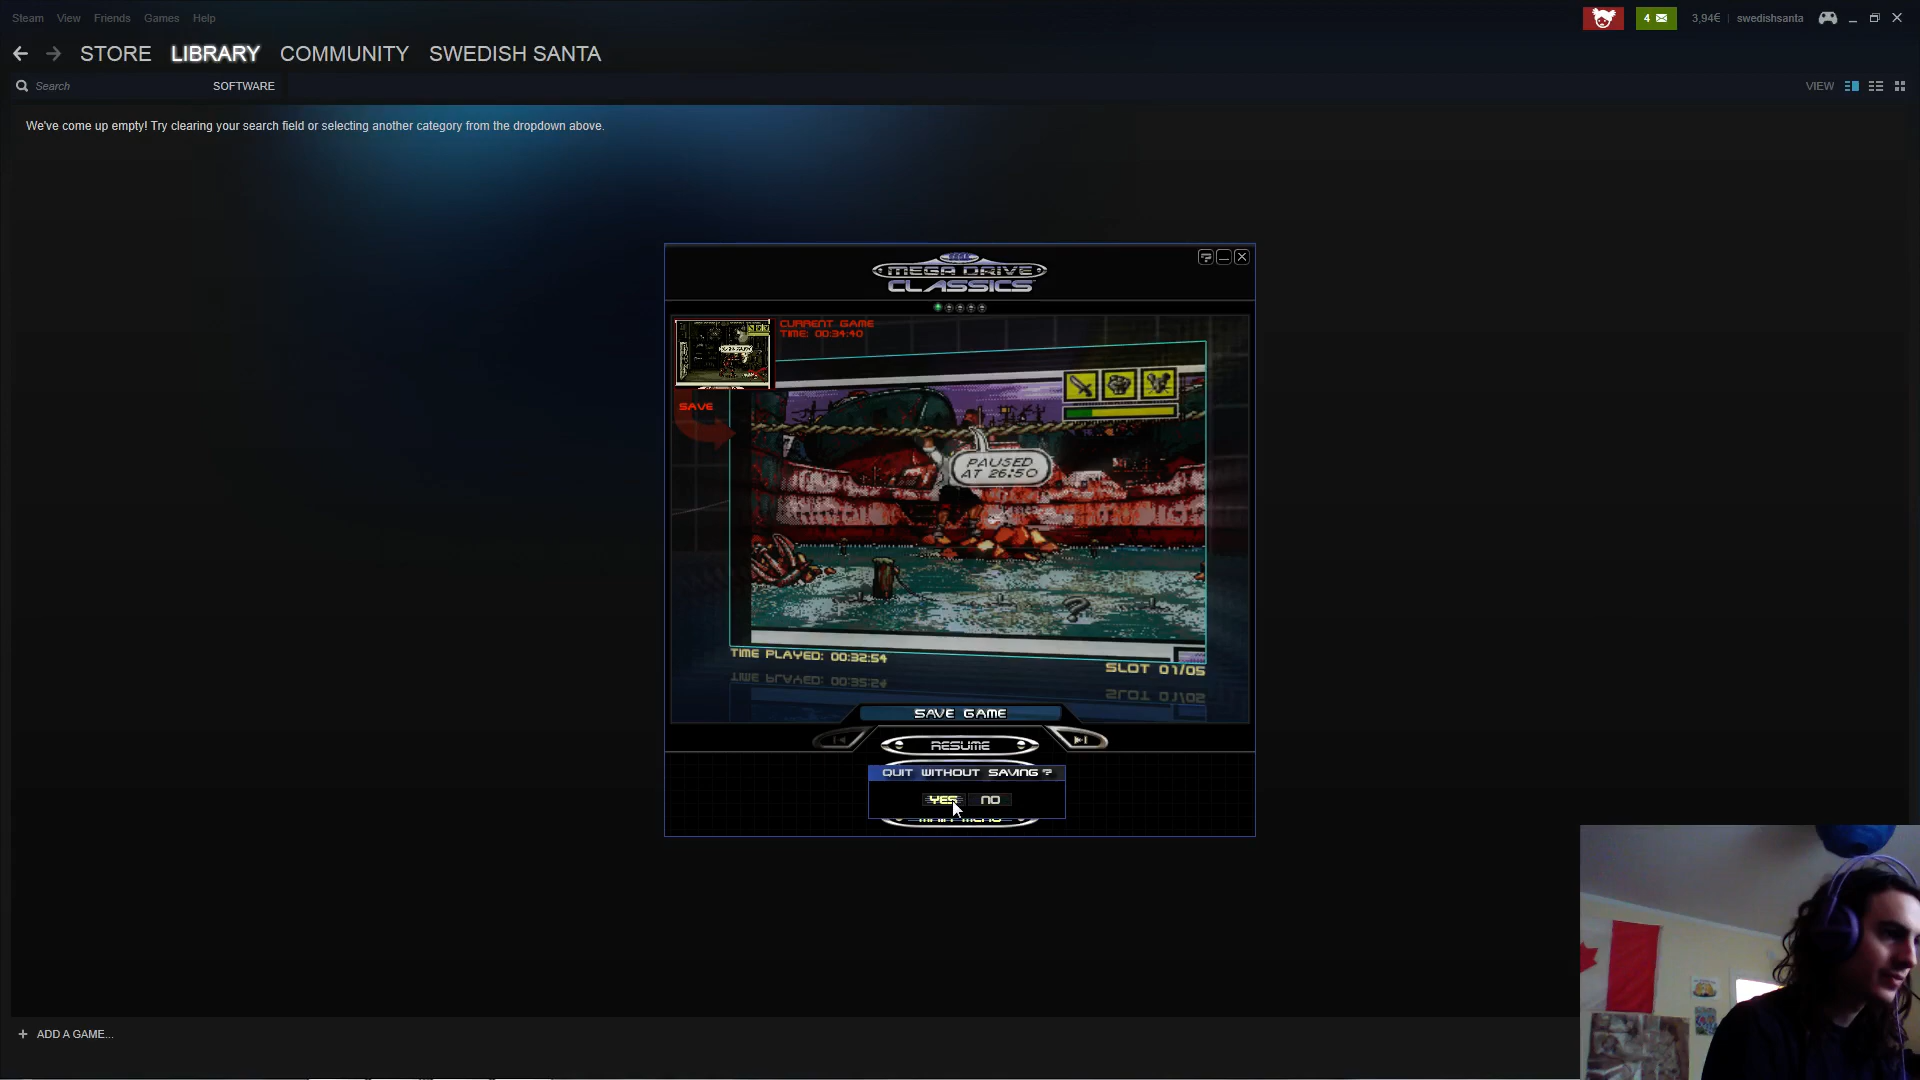 Steam View Friends Games Help
4
3,94€ | swedishsanta
STORE LIBRARY COMMUNITY SWEDISH SANTA
Search
SOFTWARE
VIEW
We've come up empty! Try clearing your search field or selecting another category from the dropdown above.
SEGA
MEGA DRIVE
CLASSICS
CURRENT GAME
TIME: 00:34:40
SAVE
PAUSED
AT 26:50
TIME PLAYED: 00:32:54
SLOT 01/05
SAVE GAME
RESUME
QUIT WITHOUT SAVING ?
YES NO
MAIN MENU
+ ADD A GAME...